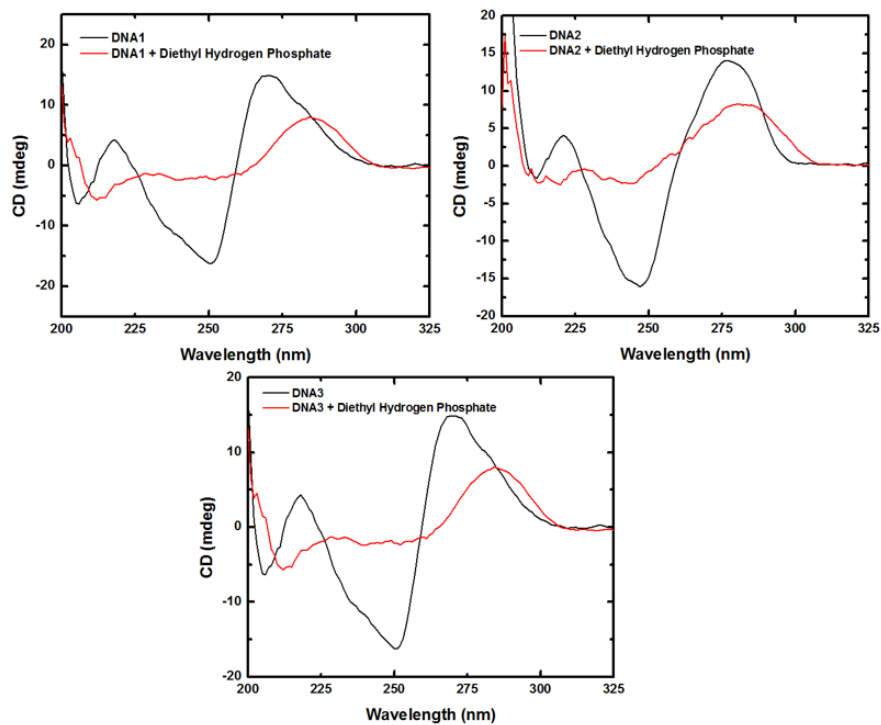 DNA1
DNA1 + Diethyl Hydrogen Phosphate
CD (mdeg)
20
10
0
-10
-20
200 225 250 275 300 325
Wavelength (nm)
DNA2
DNA2 + Diethyl Hydrogen Phosphate
CD (mdeg)
20
15
10
5
0
-5
-10
-15
-20
200 225 250 275 300 325
Wavelength (nm)
DNA3
DNA3 + Diethyl Hydrogen Phosphate
CD (mdeg)
20
10
0
-10
-20
200 225 250 275 300 325
Wavelength (nm)